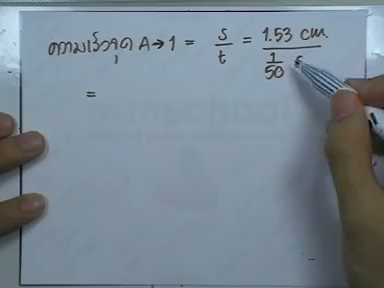 ความเร็วจุด A→1 = s/t = 1.53 cm. / (1/50 s
=